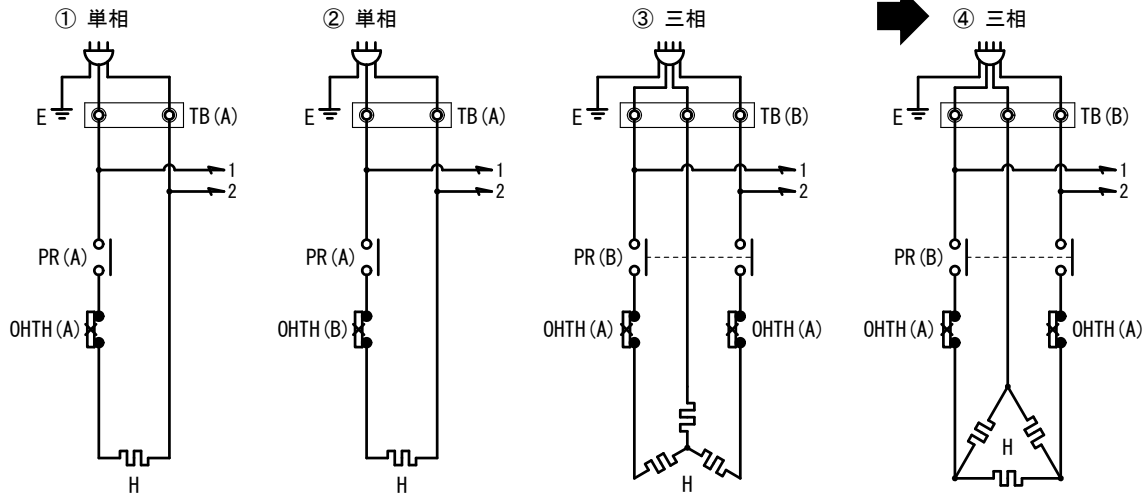 ① 単相
② 単相
③ 三相
④ 三相
E
TB(A)
E
TB(A)
E
TB(B)
E
TB(B)
1
2
1
2
1
2
1
2
PR(A)
PR(A)
PR(B)
PR(B)
OHTH(A)
OHTH(B)
OHTH(A)
OHTH(A)
OHTH(A)
OHTH(A)
H
H
H
H